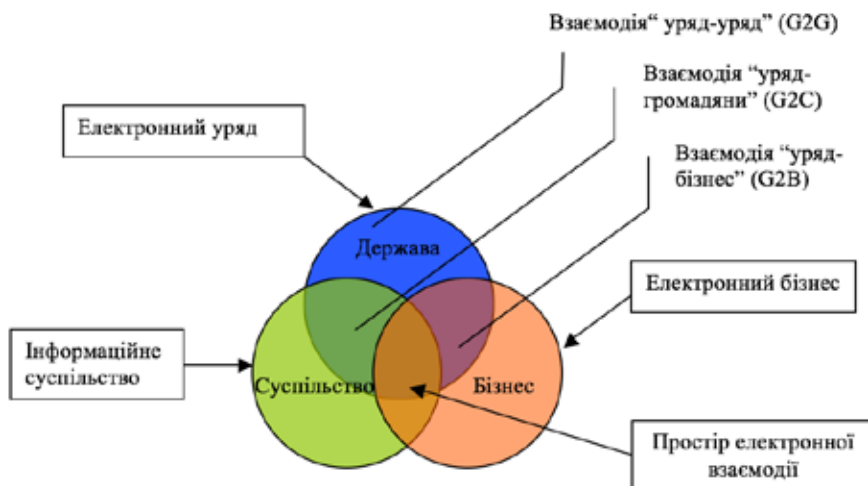 Взаємодія“ уряд-уряд” (G2G)
Взаємодія “уряд-
громадяни” (G2C)
Електронний уряд
Взаємодія “уряд-
бізнес” (G2B)
Держава
Електронний бізнес
Інформаційне
суспільство
Суспільство
Бізнес
Простір електронної
взаємодії